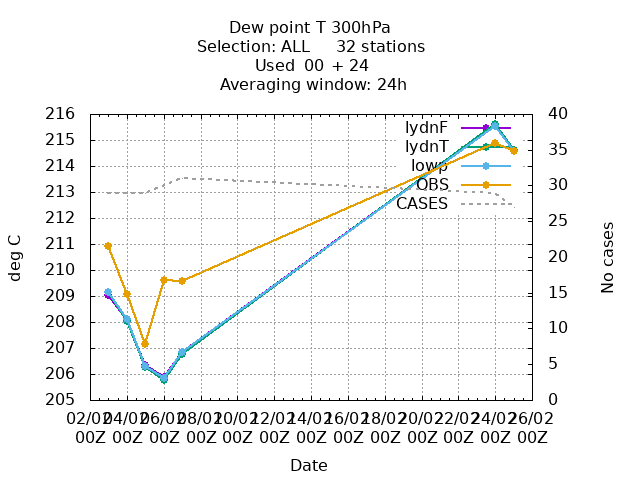 Dew point T 300hPa
Selection: ALL 32 stations
Used 00 + 24
Averaging window: 24h
216
215
214
213
212
211
210
209
208
207
206
205
40
35
30
25
20
15
10
5
0
lydnF
lydnT
lowp
OBS
CASES
deg C
No cases
02/02 04/02 06/02 08/02 10/02 12/02 14/02 16/02 18/02 20/02 22/02 24/02 26/02
00Z 00Z 00Z 00Z 00Z 00Z 00Z 00Z 00Z 00Z 00Z 00Z 00Z
Date